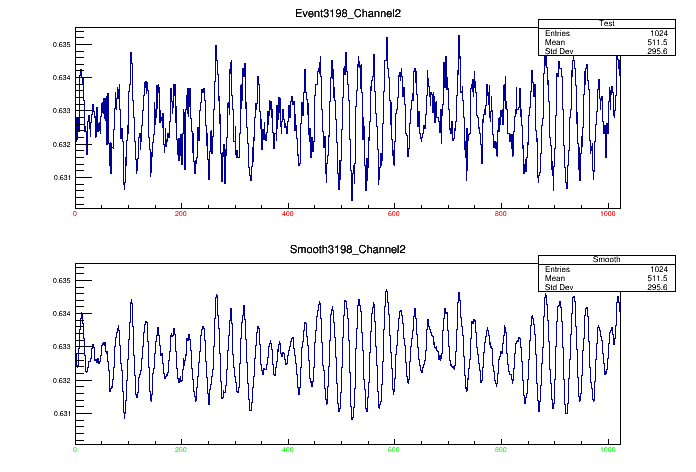 Event3198_Channel2
Test
Entries 1024
Mean 511.5
Std Dev 295.6
0.635
0.634
0.633
0.632
0.631
0 200 400 600 800 1000
Smooth3198_Channel2
Smooth
Entries 1024
Mean 511.5
Std Dev 295.6
0.635
0.634
0.633
0.632
0.631
0 200 400 600 800 1000